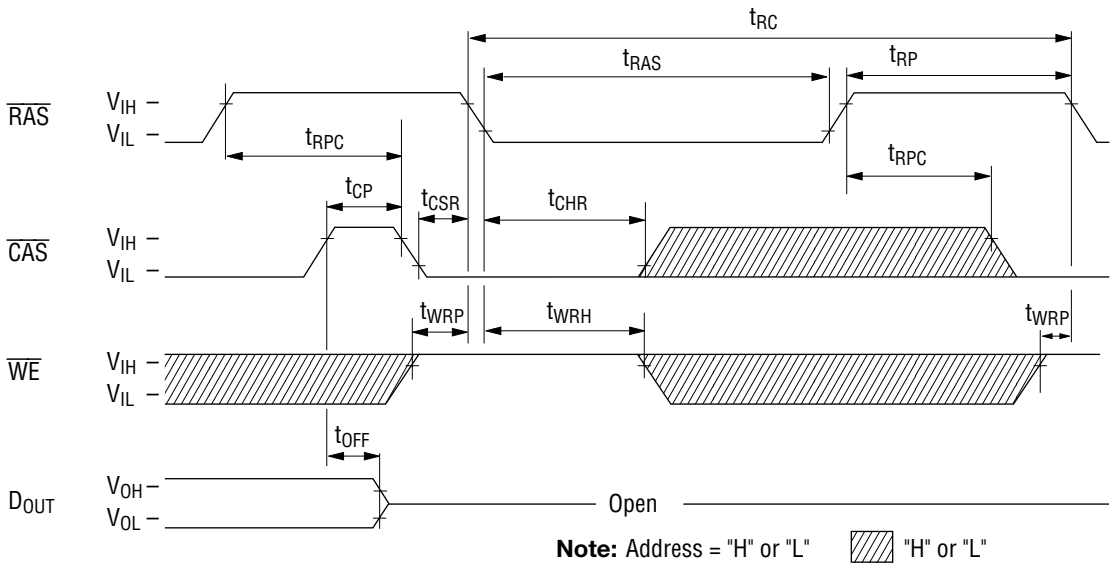 tRC
tRAS
tRP
RAS
VIH
VIL
tRPC
tRPC
tCP
tCSR
tCHR
CAS
VIH
VIL
tWRP
tWRH
tWRP
WE
VIH
VIL
tOFF
DOUT
VOH
VOL
Open
Note: Address = "H" or "L"
"H" or "L"